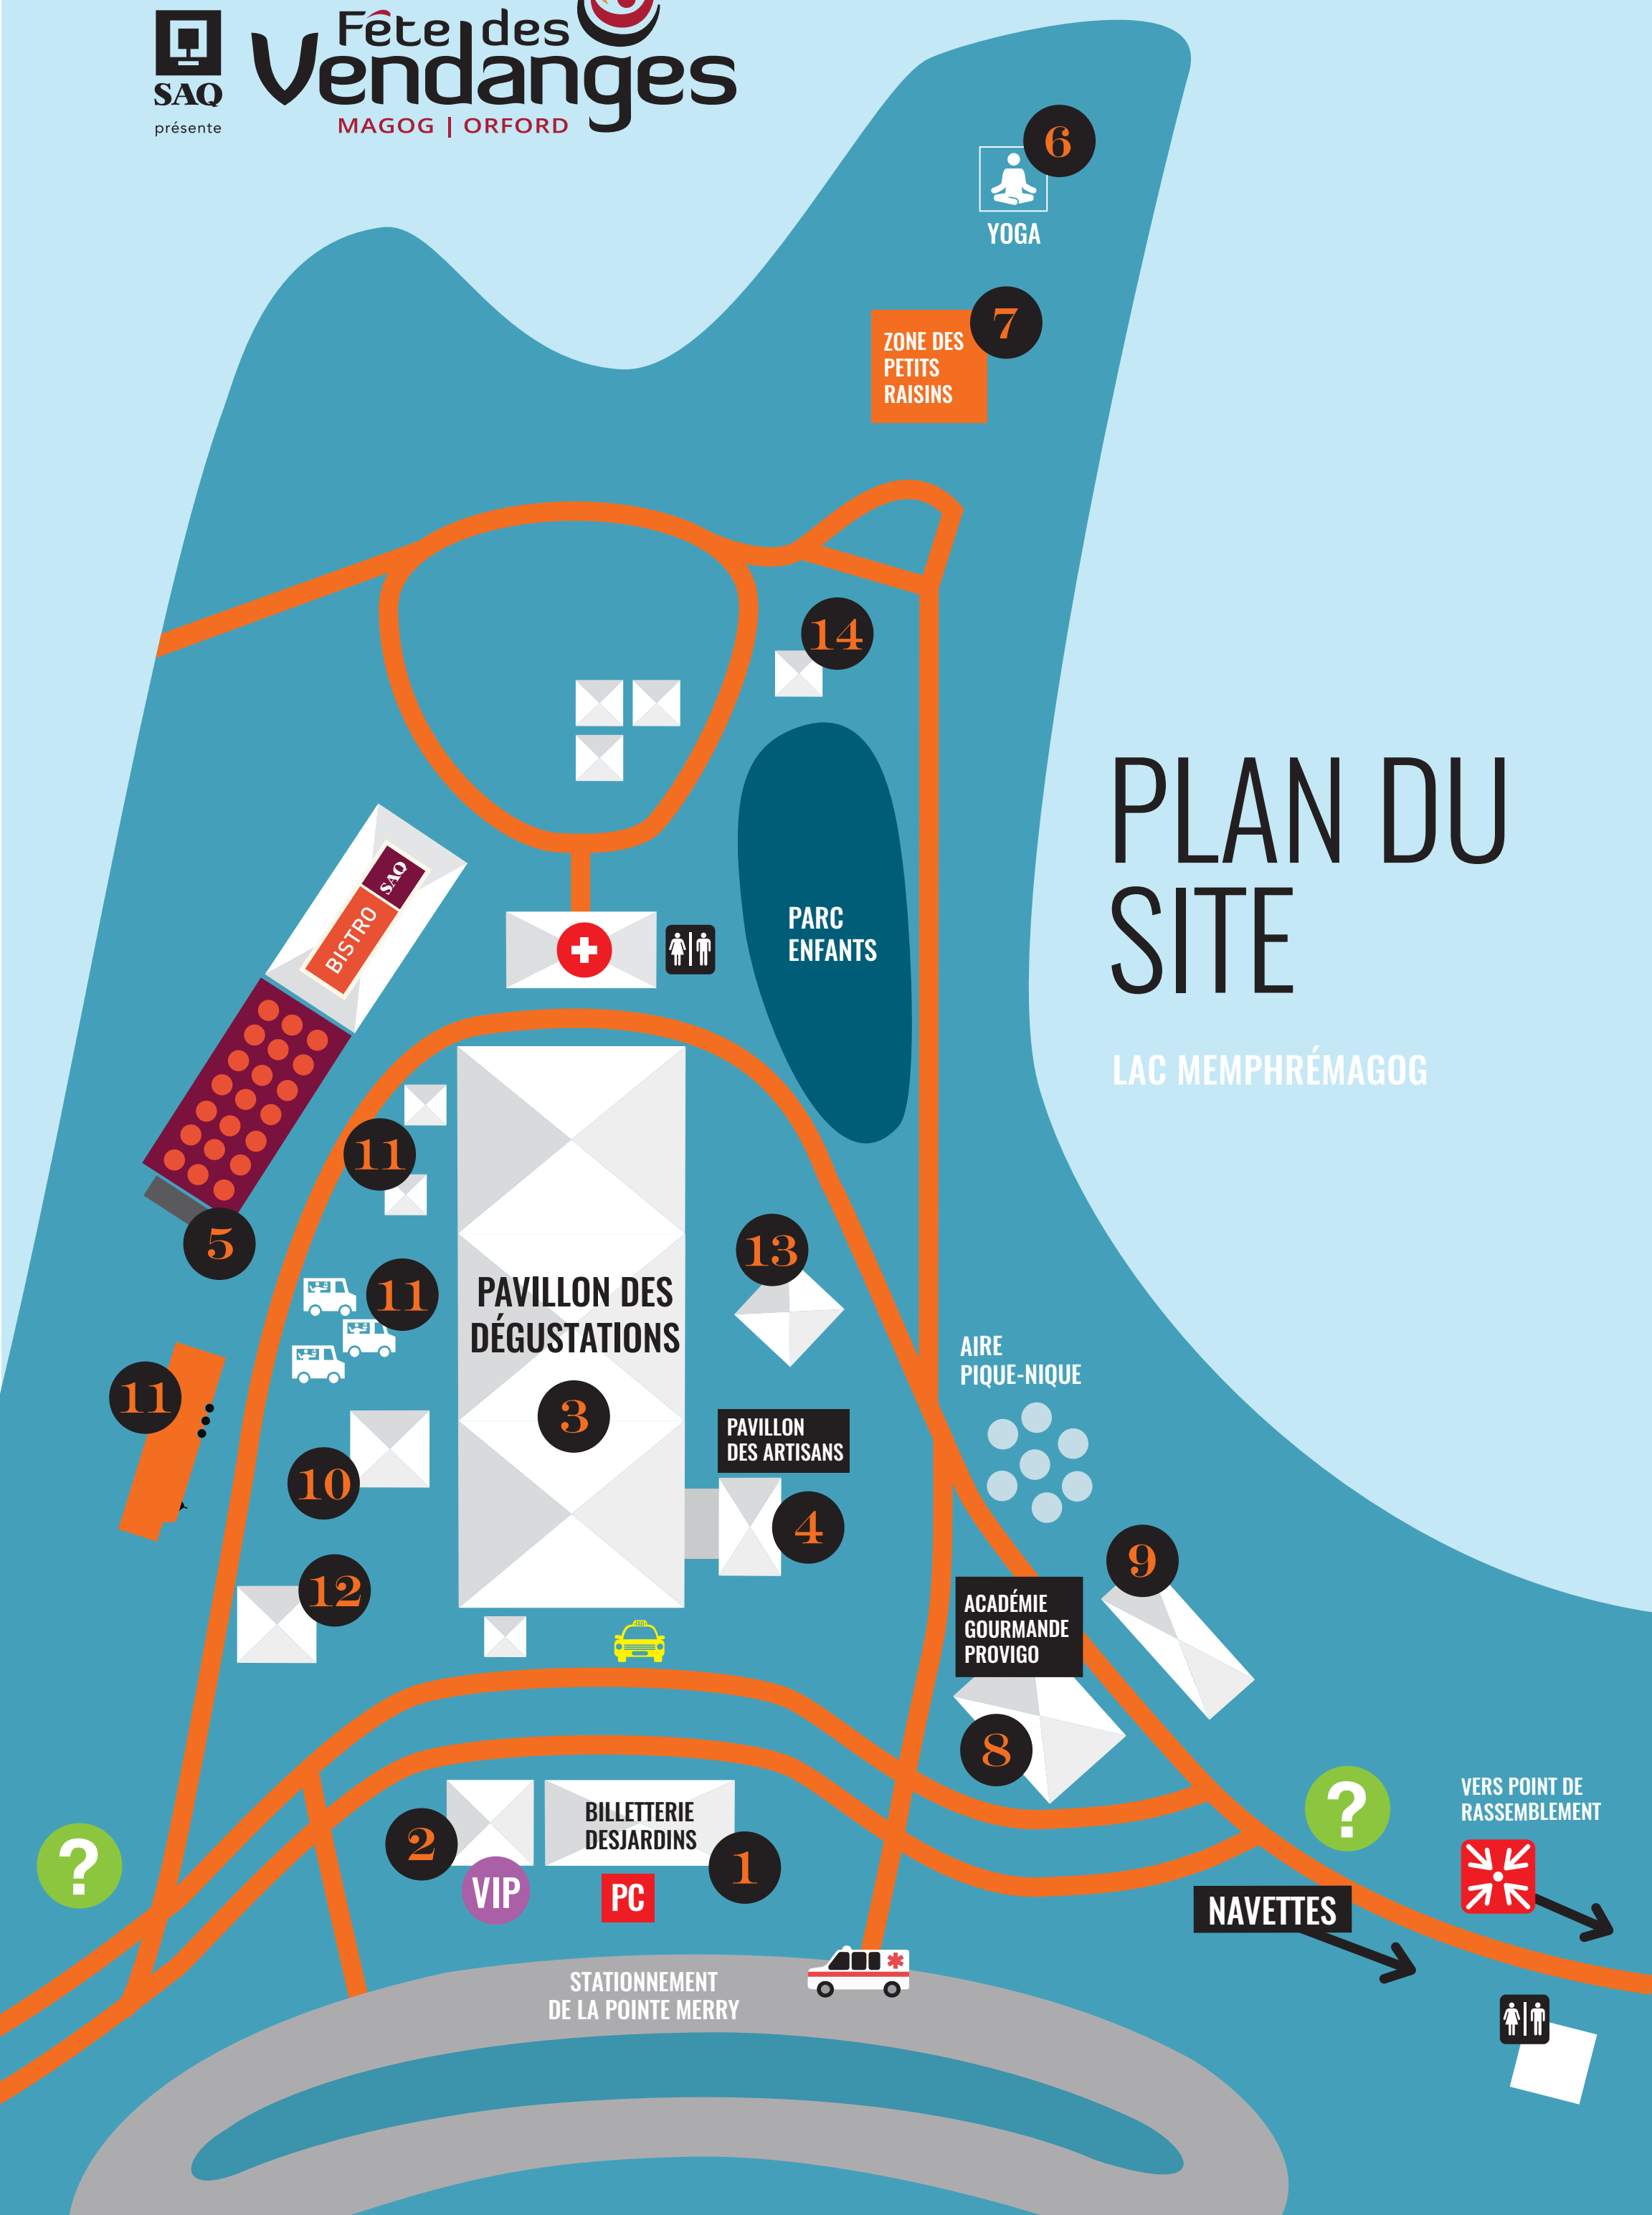 SAQ
présente
Fête des
Vendanges
MAGOG | ORFORD
6
YOGA
7
ZONE DES
PETITS
RAISINS
14
PLAN DU
SITE
LAC MEMPHRÉMAGOG
SAQ
BISTRO
PARC
ENFANTS
11
5
11
13
PAVILLON DES
DÉGUSTATIONS
3
11
AIRE
PIQUE-NIQUE
PAVILLON
DES ARTISANS
10
4
12
9
ACADÉMIE
GOURMANDE
PROVIGO
8
?
VERS POINT DE
RASSEMBLEMENT
BILLETTERIE
DESJARDINS
2
1
?
VIP
PC
NAVETTES
STATIONNEMENT
DE LA POINTE MERRY